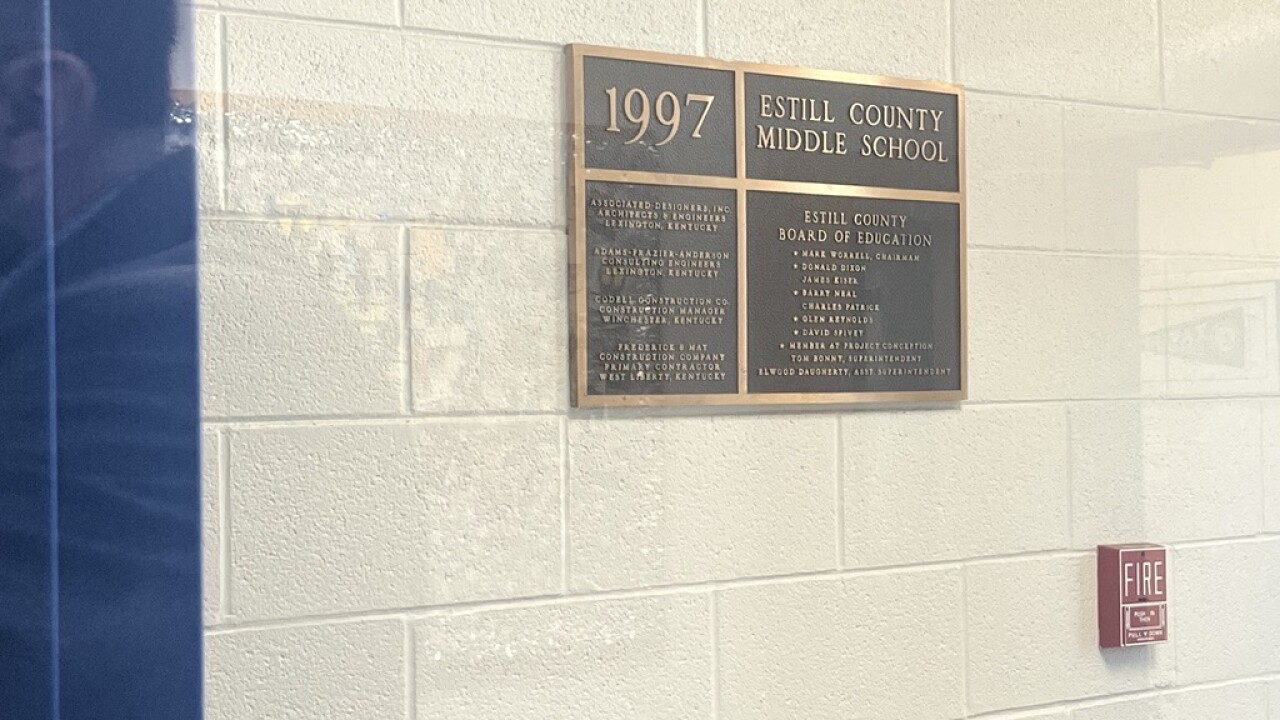 1997
ESTILL COUNTY
MIDDLE SCHOOL
ASSOCIATED DESIGNERS, INC.
ARCHITECTS & ENGINEERS
LEXINGTON, KENTUCKY
ADAMS-FRAZIER-ANDERSON
CONSULTING ENGINEERS
LEXINGTON, KENTUCKY
CODELL CONSTRUCTION CO.
CONSTRUCTION MANAGER
WINCHESTER, KENTUCKY
FREDERICK & MAY
CONSTRUCTION COMPANY
PRIMARY CONTRACTOR
WEST LIBERTY, KENTUCKY
ESTILL COUNTY
BOARD OF EDUCATION
★ MARK WORRELL, CHAIRMAN
★ DONALD DIXON
JAMES KISER
★ BARRY NEAL
CHARLES PATRICK
★ GLEN REYNOLDS
★ DAVID SPIVEY
★ MEMBER AT PROJECT CONCEPTION
TOM BONNY, SUPERINTENDENT
ELWOOD DAUGHERTY, ASST. SUPERINTENDENT
FIRE
PUSH IN
THEN
PULL DOWN